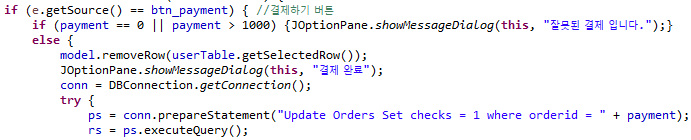 if (e.getSource() == btn_payment) { //결제하기 버튼
if (payment == 0 || payment > 1000) {JOptionPane.showMessageDialog(this, "잘못된 결제 입니다.");}
else {
model.removeRow(userTable.getSelectedRow());
JOptionPane.showMessageDialog(this, "결제 완료");
conn = DBConnection.getConnection();
try {
ps = conn.prepareStatement("Update Orders Set checks = 1 where orderid = " + payment);
rs = ps.executeQuery();